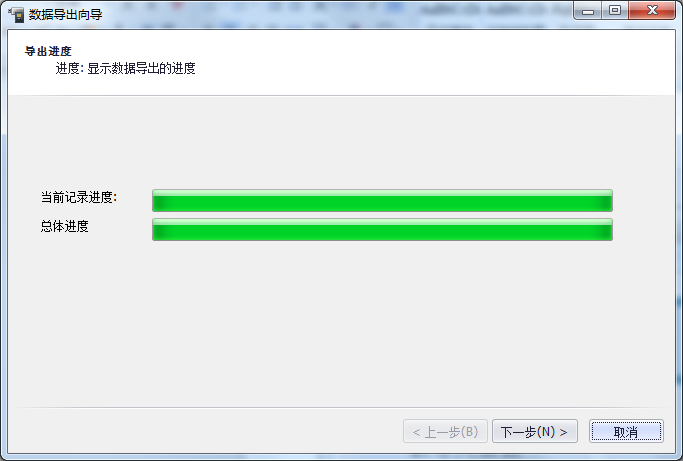 数据导出向导
导出进度
进度: 显示数据导出的进度
当前记录进度:
总体进度
< 上一步(B)
下一步(N) >
取消